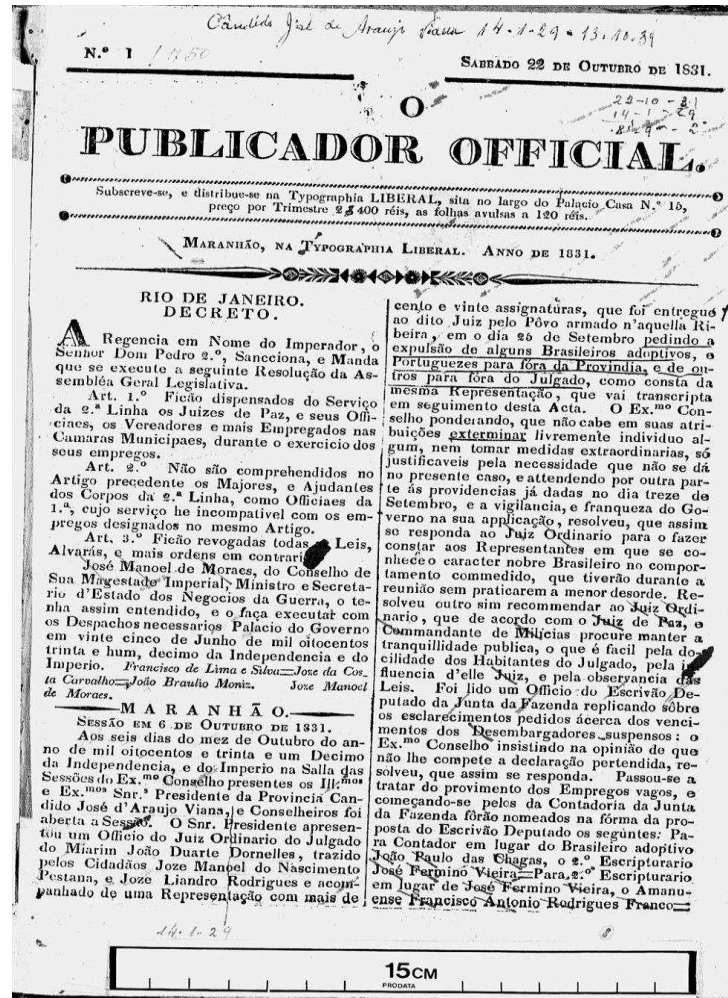 Cândido José de Araujo Viana 14-1-29 = 13.10.39
N.º 1
SABBADO 22 DE OUTUBRO DE 1831.
22-10-31
14-1-29
O
PUBLICADOR OFFICIAL.
Subscreve-se, e distribue-se na Typographia LIBERAL, sita no largo do Palacio Casa N.º 15,
preço por Trimestre 2$400 réis, as folhas avulsas a 120 réis.
MARANHÃO, NA TYPOGRAPHIA LIBERAL. ANNO DE 1831.
RIO DE JANEIRO.
DECRETO.
A Regencia em Nome do Imperador, o
Senhor Dom Pedro 2.º, Sancciona, e Manda
que se execute a seguinte Resolução da As-
sembléa Geral Legislativa.
Art. 1.º Ficão dispensados do Serviço
da 2.ª Linha os Juizes de Paz, e seus Offi-
ciaes, os Vereadores e mais Empregados nas
Camaras Municipaes, durante o exercicio dos
seus empregos.
Art. 2.º Não são comprehendidos no
Artigo precedente os Majores, e Ajudantes
dos Corpos da 2.ª Linha, como Officiaes da
1.ª, cujo serviço he incompativel com os em-
pregos designados no mesmo Artigo.
Art. 3.º Ficão revogadas todas Leis,
Alvarás, e mais ordens em contrario
José Manoel de Moraes, do Conselho de
Sua Magestade Imperial, Ministro e Secreta-
rio d'Estado dos Negocios da Guerra, o te-
nha assim entendido, e o faça executar com
os Despachos necessarios Palacio do Governo
em vinte cinco de Junho de mil oitocentos
trinta e hum, decimo da Independencia e do
Imperio. Francisco de Lima e Silva=Joze da Cos-
ta Carvalho=João Braulio Moniz. Joze Manoel
de Moraes.
MARANHÃO.
SESSÃO EM 6 DE OUTUBRO DE 1831.
Aos seis dias do mez de Outubro do an-
no de mil oitocentos e trinta e um Decimo
da Independencia, e do Imperio na Salla das
Sessões do Ex.mo Conselho presentes os Ill.mos
e Ex.mos Snr.s Presidente da Provincia Can-
dido José d'Araujo Viana, e Conselheiros foi
aberta a Sessão. O Snr. Presidente apresen-
tou um Officio do Juiz Ordinario do Julgado
do Miarim João Duarte Dornelles, trazido
pelos Cidadãos Joze Manoel do Nascimento
Pestana, e Joze Liandro Rodrigues e acom-
panhado de uma Representação com mais de
cento e vinte assignaturas, que foi entregue
ao dito Juiz pelo Pôvo armado n'aquella Ri-
beira, em o dia 25 de Setembro pedindo a
expulsão de alguns Brasileiros adoptivos, e
Portuguezes para fóra da Provindia, e de ou-
tros para fóra do Julgado, como consta da
mesma Representação, que vai transcripta
em seguimento desta Acta. O Ex.mo Con-
selho ponderando, que não cabe em suas atri-
buições exterminar livremente individuo al-
gum, nem tomar medidas extraordinarias, só
justificaveis pela necessidade que não se dá
no presente caso, e attendendo por outra par-
te ás providencias já dadas no dia treze de
Setembro, e a vigilancia, e franqueza do Go-
verno na sua applicação, resolveu, que assim
se responda ao Juiz Ordinario para o fazer
constar aos Representantes em que se co-
nhece o caracter nobre Brasileiro no compor-
tamento commedido, que tiverão durante a
reunião sem praticarem a menor desorde. Re-
solveu outro sim recommendar ao Juiz Ordi-
nario, que de acordo com o Juiz de Paz, e
Commandante de Milicias procure manter a
tranquillidade publica, o que é facil pela do-
cilidade dos Habitantes do Julgado, pela in-
fluencia d'elle Juiz, e pela observancia das
Leis. Foi lido um Officio do Escrivão De-
putado da Junta da Fazenda replicando sôbre
os esclarecimentos pedidos ácerca dos venci-
mentos dos Desembargadores suspensos: o
Ex.mo Conselho insistindo na opinião de que
não lhe compete a declaração pertendida, re-
solveu, que assim se responda. Passou-se a
tratar do provimento dos Empregos vagos, e
começando-se pelos da Contadoria da Junta
da Fazenda fôrão nomeados na fórma da pro-
posta do Escrivão Deputado os segúntes: Pa-
ra Contador em lugar do Brasileiro adoptivo
João Paulo das Chagas, o 2.º Escripturario
José Fermino Vieira=Para 2.º Escripturario
em lugar de José Fermino Vieira, o Amanu-
ense Francisco Antonio Rodrigues Franco=
14-1-29
15CM
PRODATA